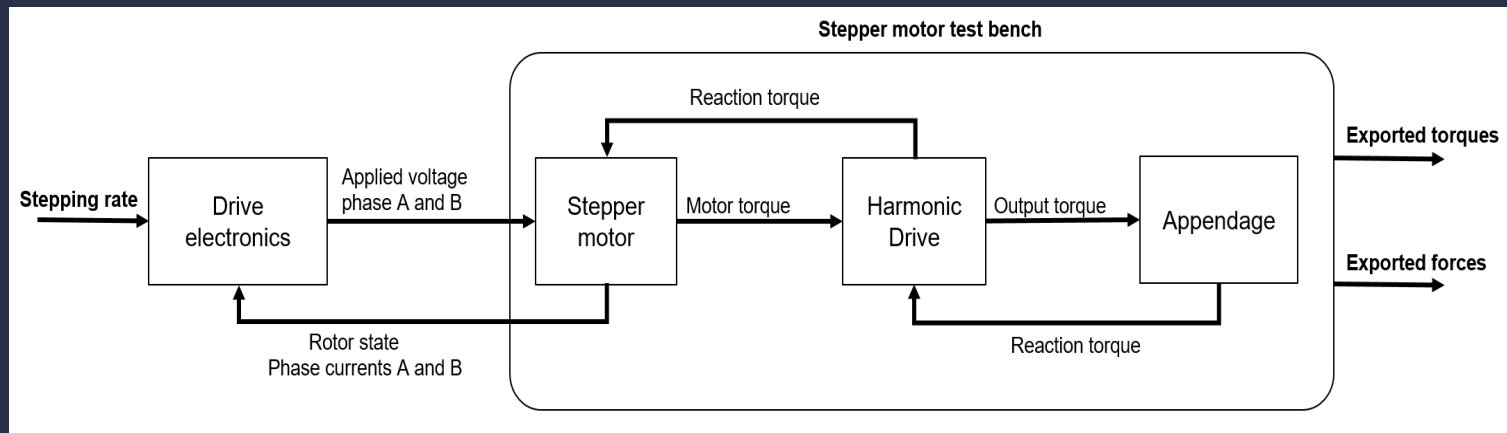 Stepper motor test bench
Reaction torque
Exported torques
Stepping rate
Drive
electronics
Applied voltage
phase A and B
Stepper
motor
Motor torque
Harmonic
Drive
Output torque
Appendage
Exported forces
Rotor state
Phase currents A and B
Reaction torque